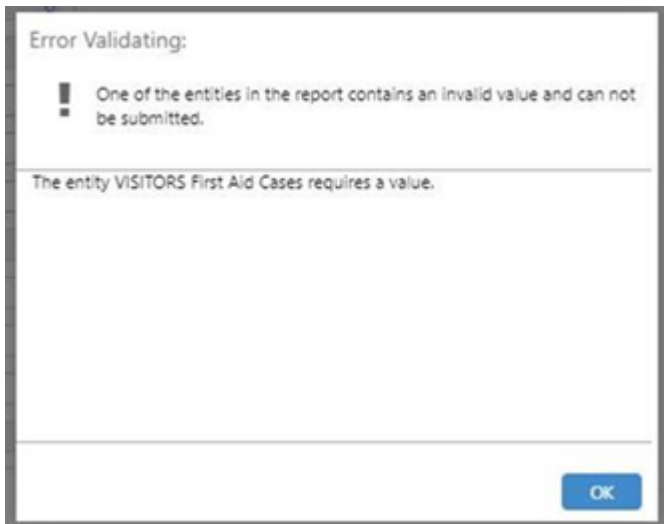 Error Validating:
One of the entities in the report contains an invalid value and can not
be submitted.
The entity VISITORS First Aid Cases requires a value.
OK